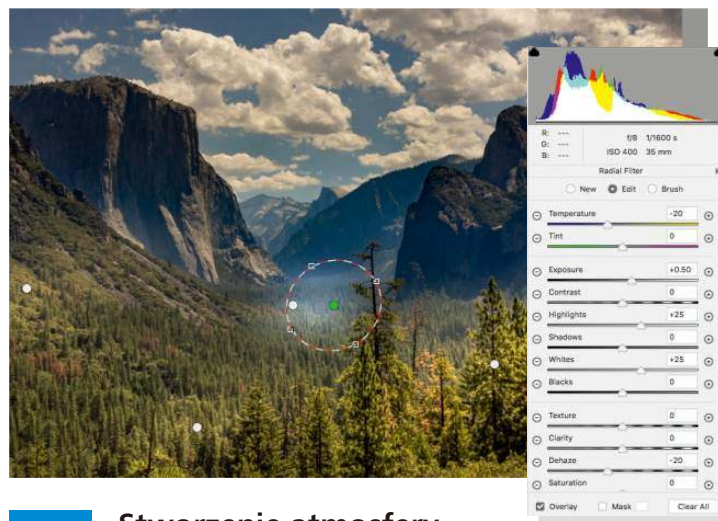 R: ---
G: ---
B: ---
f/8 1/1600 s
ISO 400 35 mm
Radial Filter
New Edit Brush
Temperature -20
Tint 0
Exposure +0.50
Contrast 0
Highlights +25
Shadows 0
Whites +25
Blacks 0
Texture 0
Clarity 0
Dehaze -20
Saturation 0
Overlay Mask Clear All
Stworzenie atmosfery